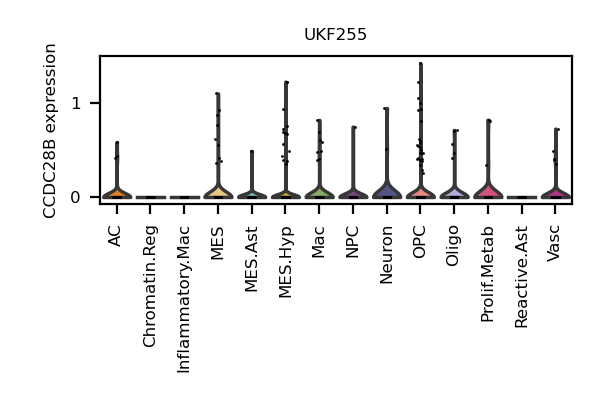 UKF255
CCDC28B expression
1
0
AC
Chromatin.Reg
Inflammatory.Mac
MES
MES.Ast
MES.Hyp
Mac
NPC
Neuron
OPC
Oligo
Prolif.Metab
Reactive.Ast
Vasc